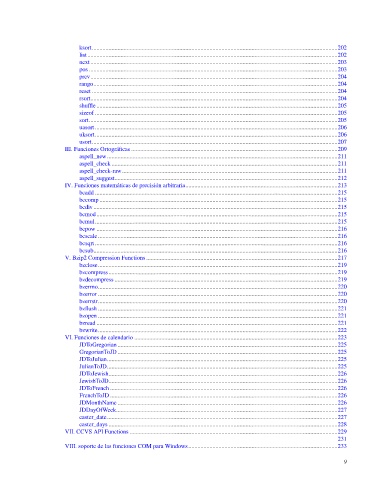 ksort ........ 202
list ........ 202
next ........ 203
pos ........ 203
prev ........ 204
range ........ 204
reset ........ 204
rsort ........ 204
shuffle ........ 205
sizeof ........ 205
sort ........ 205
uasort ........ 206
uksort ........ 206
usort ........ 207
III. Funciones Ortográficas ........ 209
aspell_new ........ 211
aspell_check ........ 211
aspell_check-raw ........ 211
aspell_suggest ........ 212
IV. Funciones matemáticas de precisión arbitraria ........ 213
bcadd ........ 215
bccomp ........ 215
bcdiv ........ 215
bcmod ........ 215
bcmul ........ 215
bcpow ........ 216
bcscale ........ 216
bcsqrt ........ 216
bcsub ........ 216
V. Bzip2 Compression Functions ........ 217
bzclose ........ 219
bzcompress ........ 219
bzdecompress ........ 219
bzerrno ........ 220
bzerror ........ 220
bzerrstr ........ 220
bzflush ........ 221
bzopen ........ 221
bzread ........ 221
bzwrite ........ 222
VI. Funciones de calendario ........ 223
JDToGregorian ........ 225
GregorianToJD ........ 225
JDToJulian ........ 225
JulianToJD ........ 225
JDToJewish ........ 226
JewishToJD ........ 226
JDToFrench ........ 226
FrenchToJD ........ 226
JDMonthName ........ 226
JDDayOfWeek ........ 227
easter_date ........ 227
easter_days ........ 228
VII. CCVS API Functions ........ 229
231
VIII. soporte de las funciones COM para Windows ........ 233
9